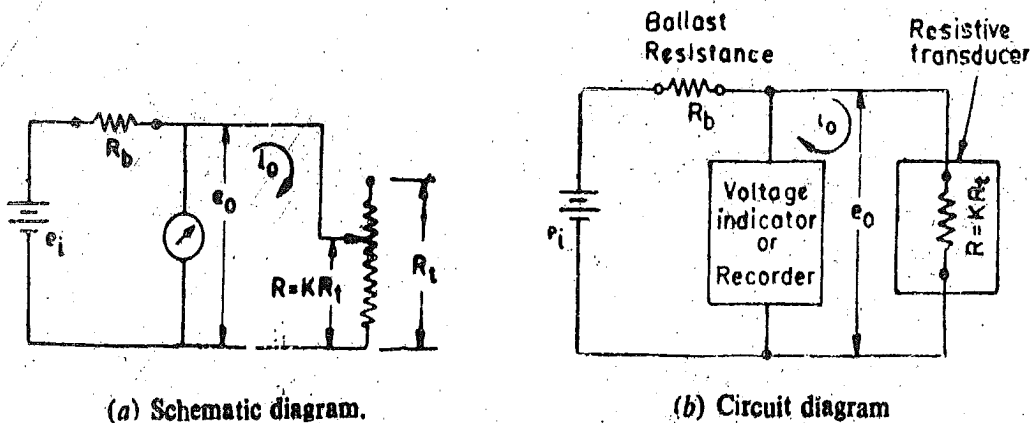 R_b
e_i
e_0
i_0
R=KR_t
R_t
(a) Schematic diagram.
Ballast
Resistance
Resistive
transducer
R_b
i_0
e_i
Voltage
indicator
or
Recorder
e_0
R=KR_t
(b) Circuit diagram